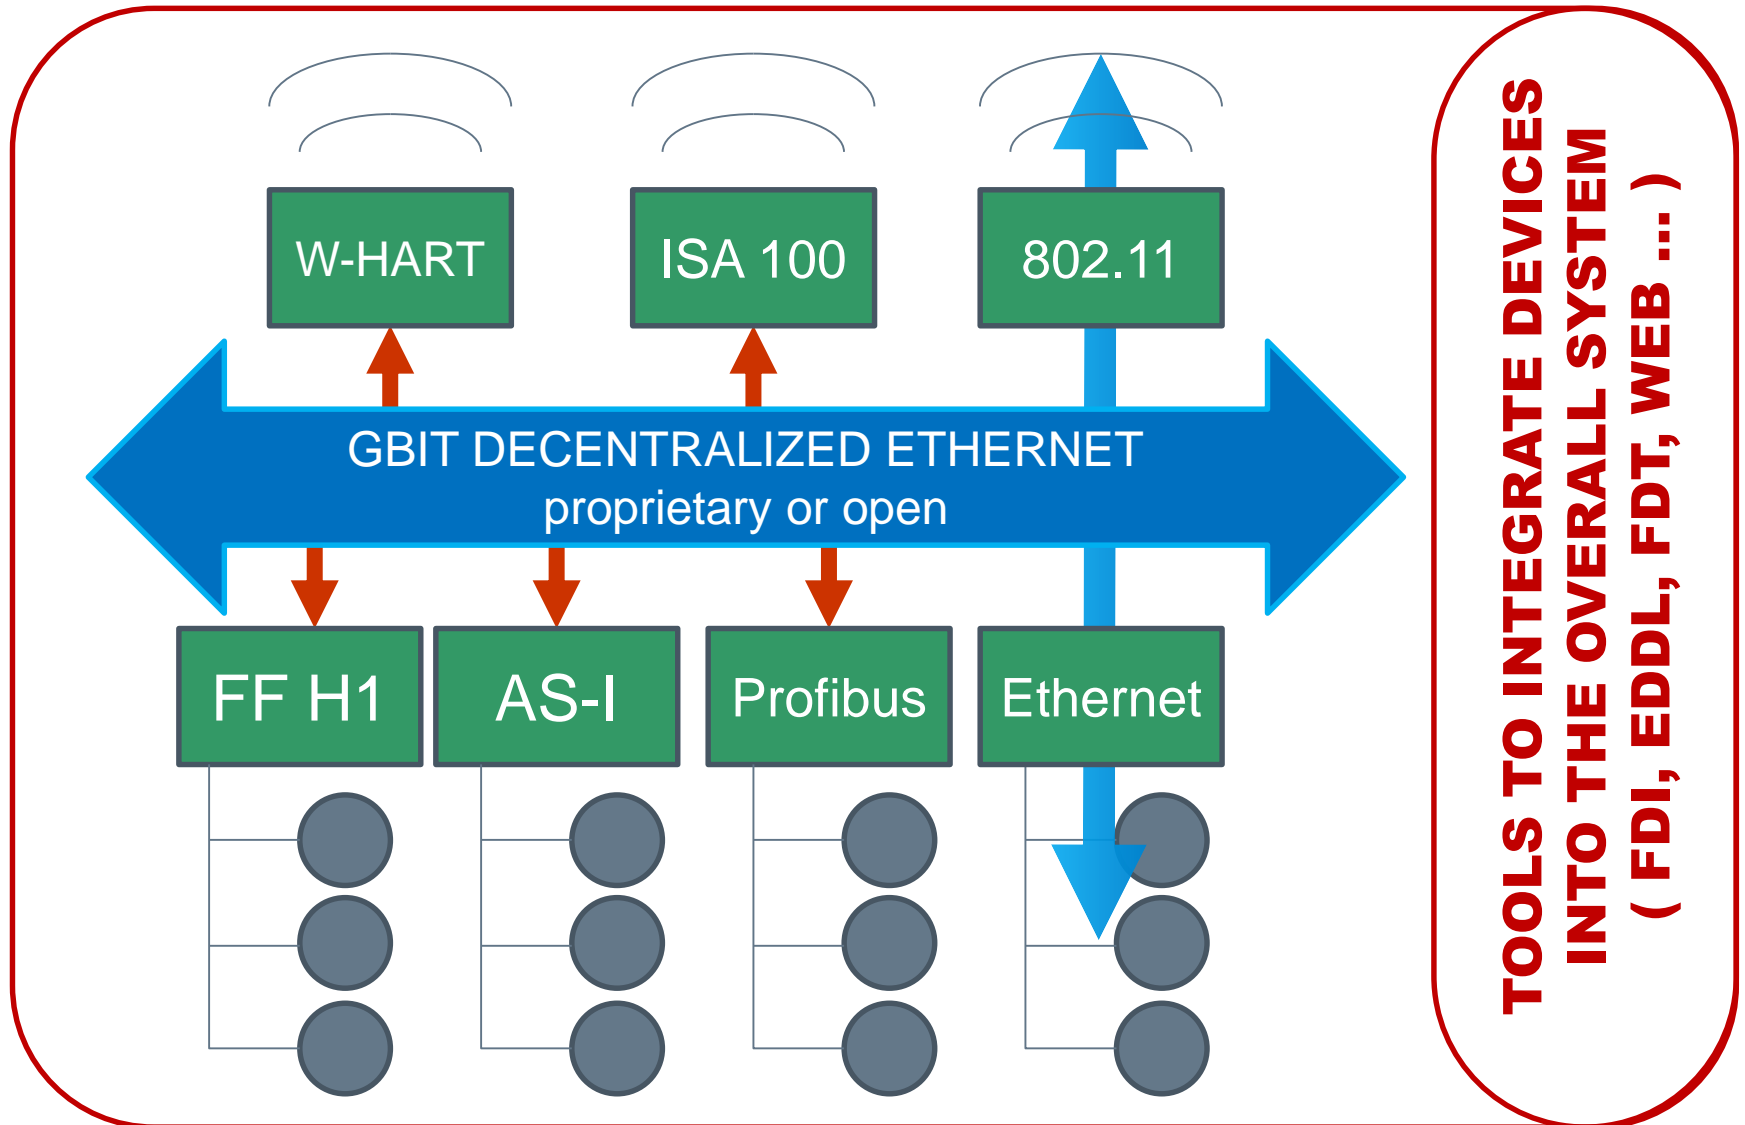 W-HART
ISA 100
802.11
GBIT DECENTRALIZED ETHERNET
proprietary or open
FF H1
AS-I
Profibus
Ethernet
TOOLS TO INTEGRATE DEVICES
INTO THE OVERALL SYSTEM
( FDI, EDDL, FDT, WEB .... )